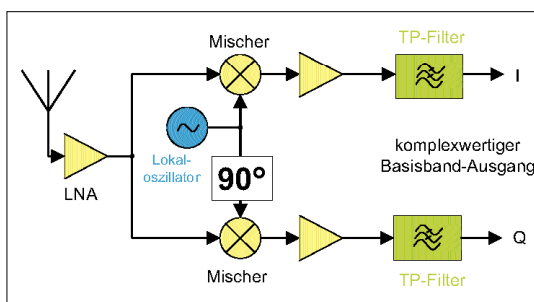 TP-Filter
Mischer
I
Lokal-
oszillator
komplexwertiger
Basisband-Ausgang
LNA
90°
Q
Mischer
TP-Filter